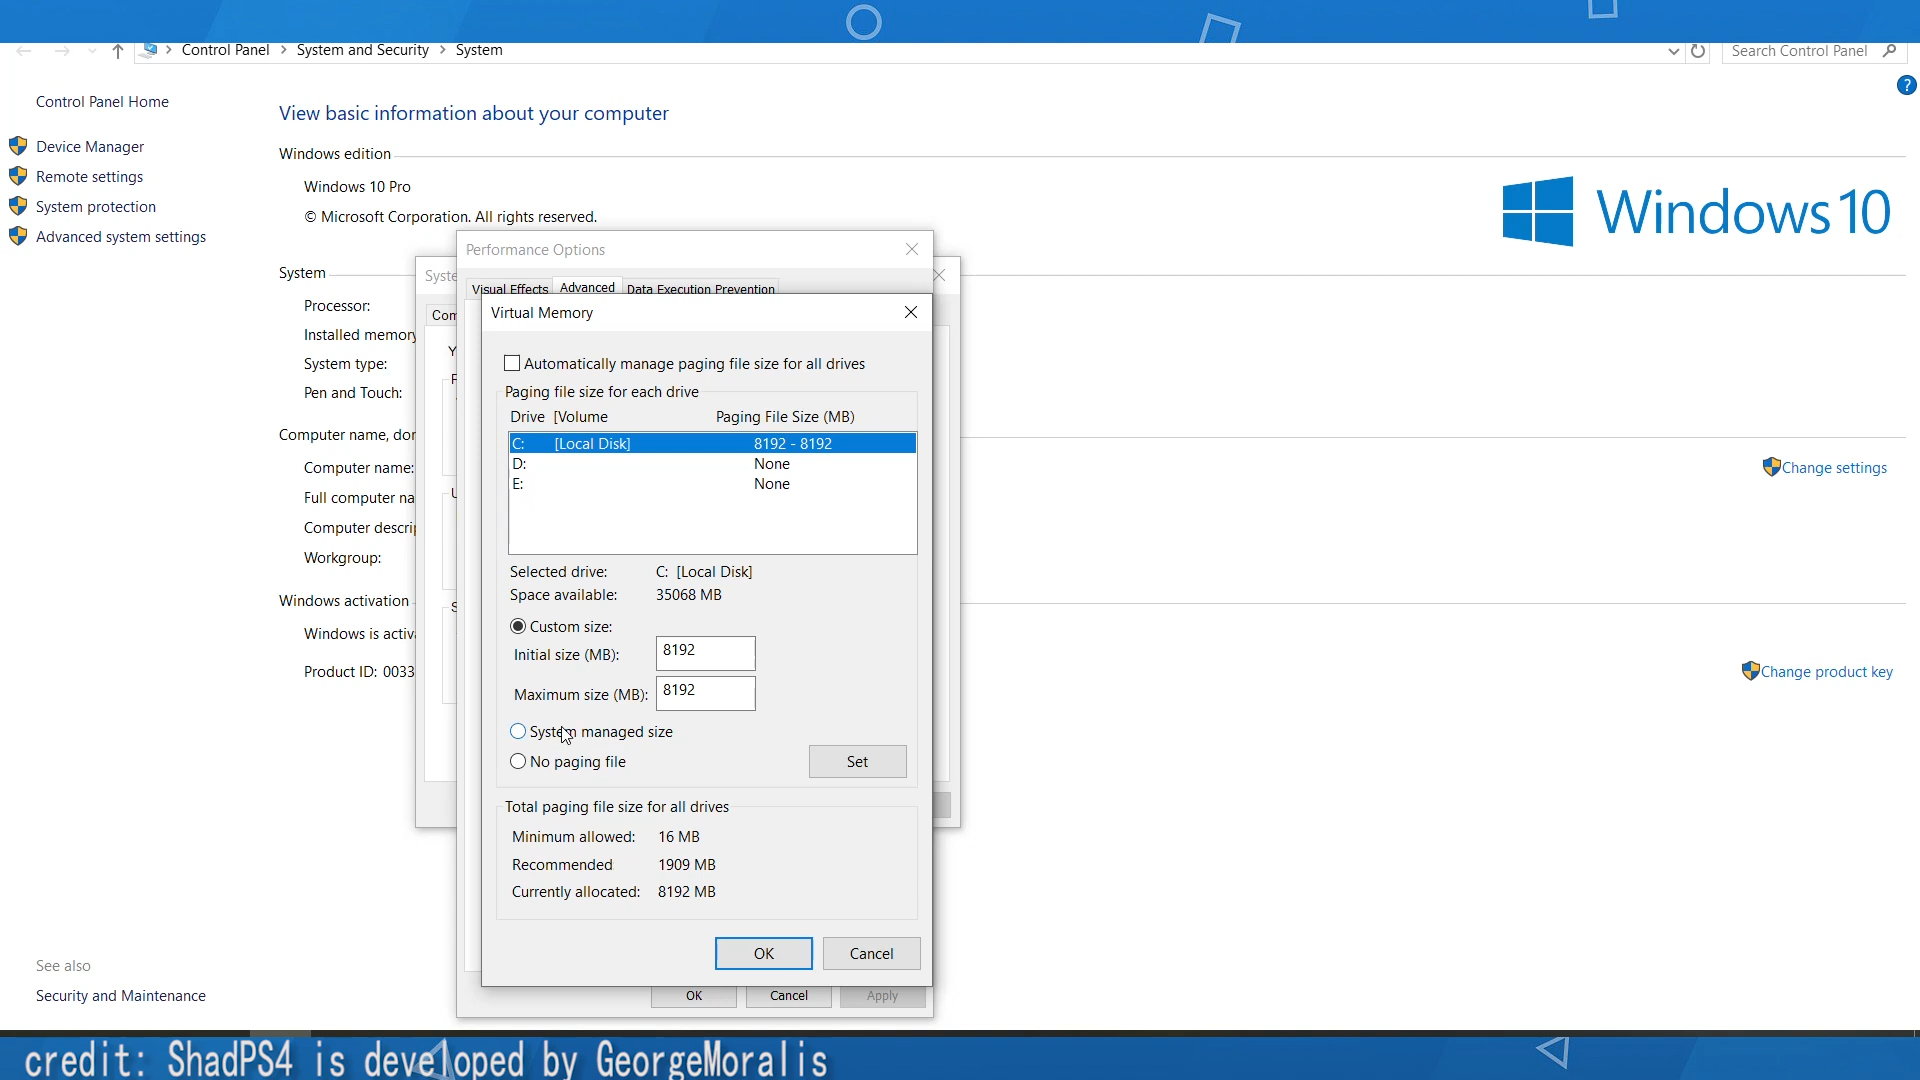 Control Panel > System and Security > System
Search Control Panel
?
Control Panel Home
Device Manager
Remote settings
System protection
Advanced system settings
View basic information about your computer
Windows edition
Windows 10 Pro
© Microsoft Corporation. All rights reserved.
Windows 10
System
Processor:
Installed memory
System type:
Pen and Touch:
Computer name, dor
Computer name:
Full computer na
Computer descrip
Workgroup:
Change settings
Windows activation
Windows is activ
Product ID: 0033
Change product key
Syste
Com
Performance Options
Visual Effects Advanced Data Execution Prevention
Virtual Memory
Automatically manage paging file size for all drives
Paging file size for each drive
Drive [Volume Paging File Size (MB)
C: [Local Disk] 8192 - 8192
D: None
E: None
Selected drive: C: [Local Disk]
Space available: 35068 MB
Custom size:
Initial size (MB): 8192
Maximum size (MB): 8192
System managed size
No paging file
Set
Total paging file size for all drives
Minimum allowed: 16 MB
Recommended 1909 MB
Currently allocated: 8192 MB
OK Cancel
OK Cancel Apply
See also
Security and Maintenance
credit: ShadPS4 is developed by GeorgeMoralis